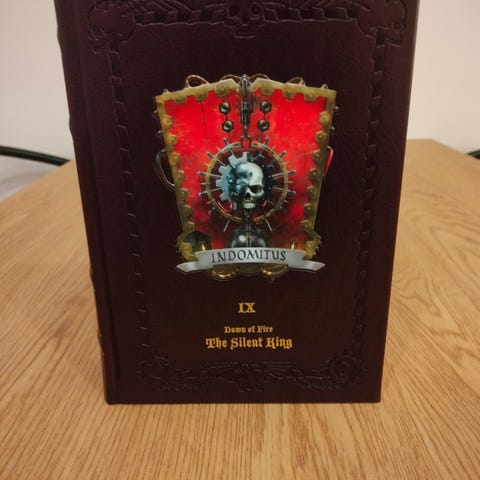 INDOMITUS
IX
Dawn of Fire
The Silent King